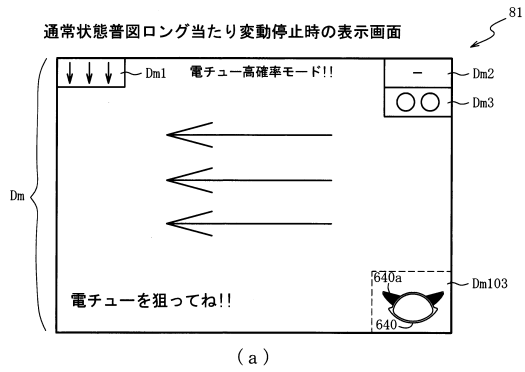 81
通常状態普図ロング当たり変動停止時の表示画面
Dm1
電チュー高確率モード!!
−
Dm2
Dm3
Dm
640a
Dm103
電チューを狙ってね!!
640
(a)